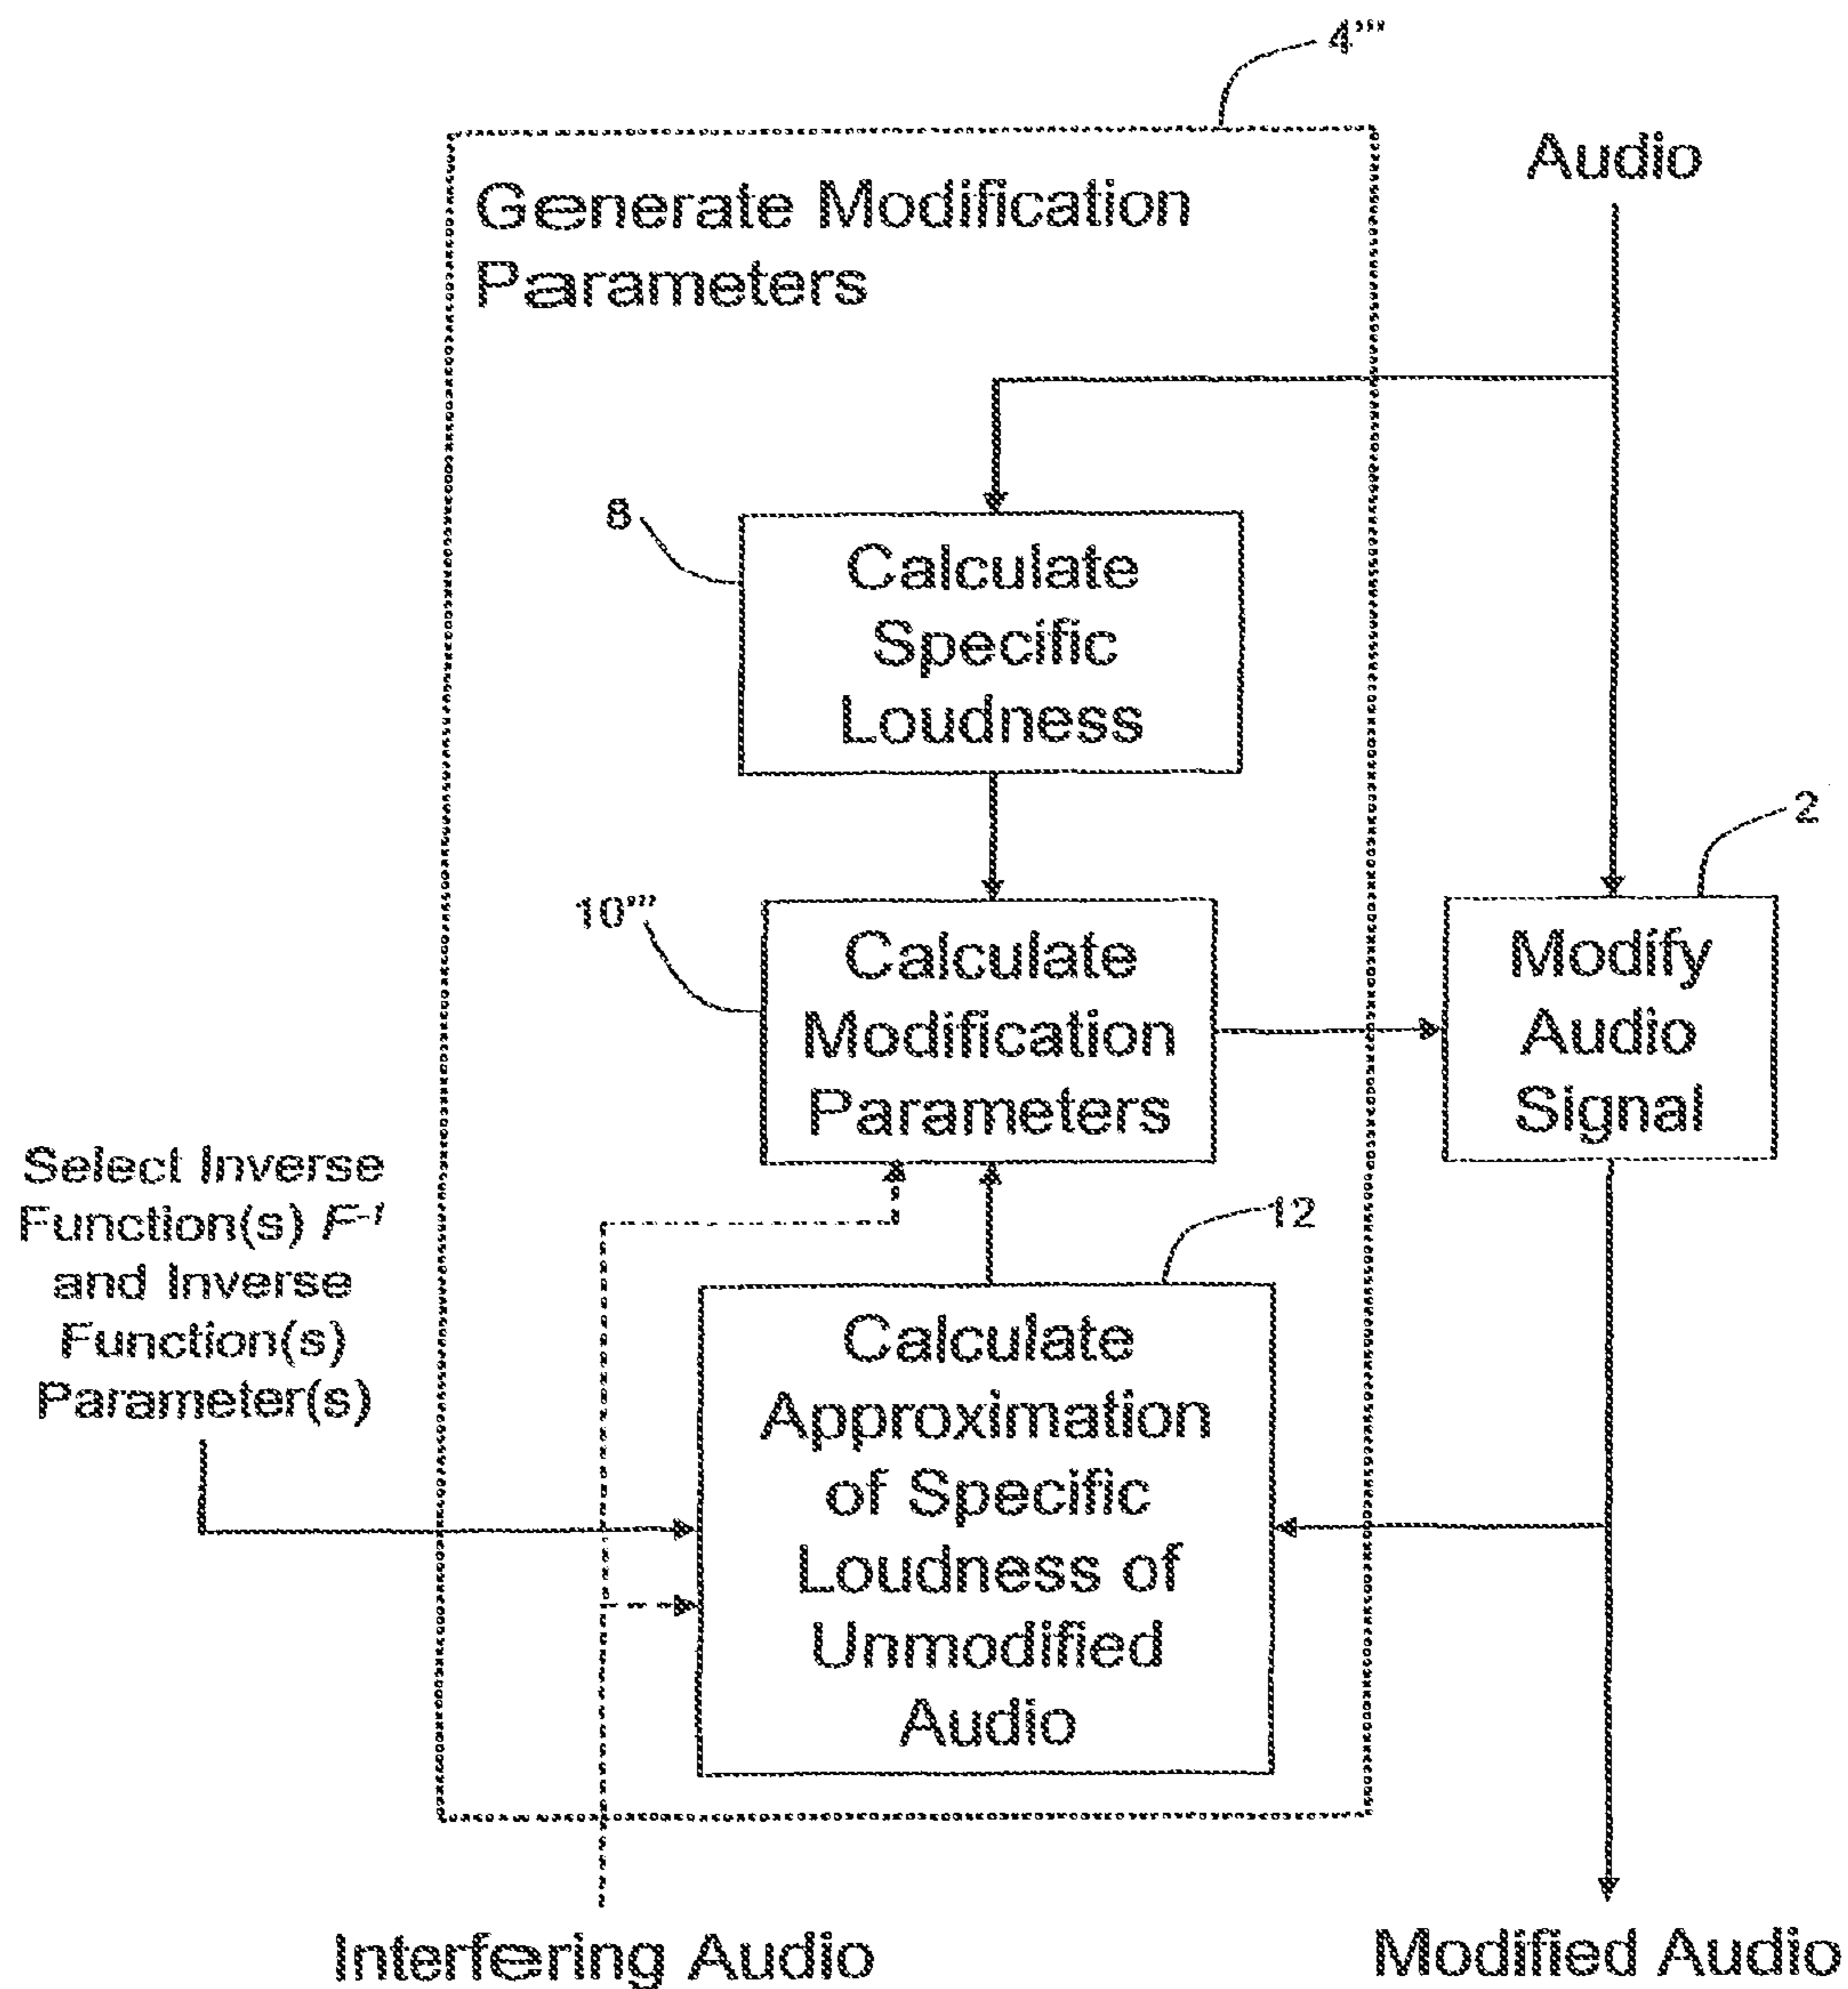 4''''
Audio
Generate Modification
Parameters
8
Calculate
Specific
Loudness
2
10''''
Calculate
Modification
Parameters
Modify
Audio
Signal
Select Inverse
Function(s) F⁻¹
and Inverse
Function(s)
Parameter(s)
12
Calculate
Approximation
of Specific
Loudness of
Unmodified
Audio
Interfering Audio
Modified Audio